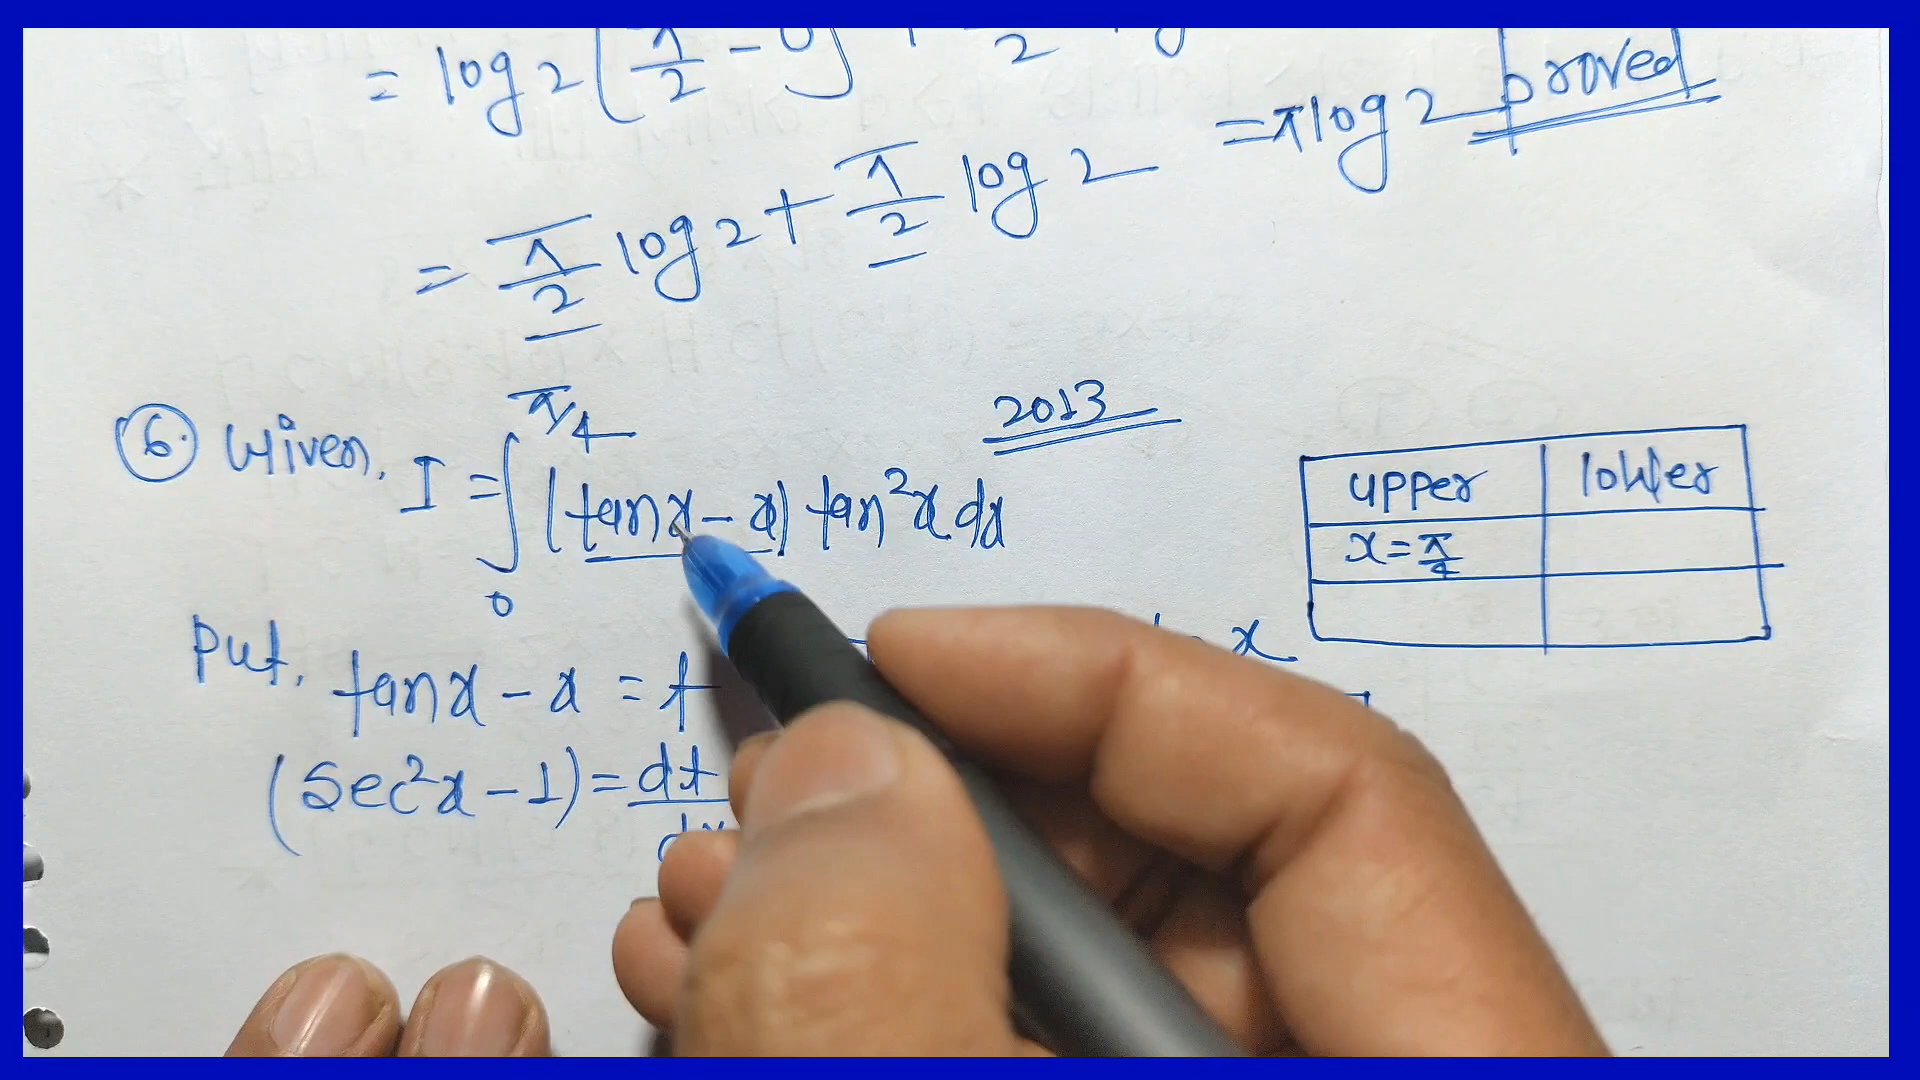 = log 2 (π/2 - 0)
= π log 2 proved
= π/2 log 2 + π/2 log 2
2013
6. Given, I = ∫₀^π/4 (tan x - x) tan²x dx
upper lower
x = π/4
Put, tan x - x = t
x
(Sec²x - 1) = dt/dx